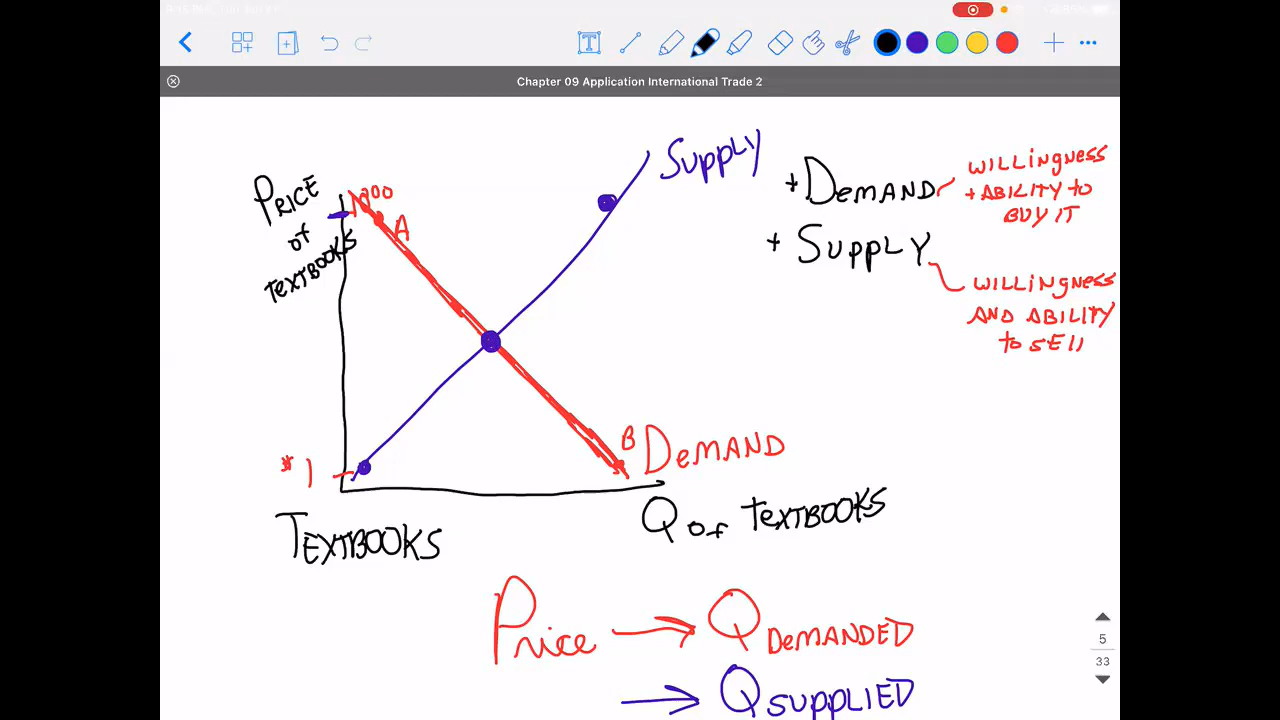 Chapter 09 Application International Trade 2
Supply
PRICE
of
TEXTBOOKS
1000
A
+ DEMAND
WILLINGNESS
+ ABILITY TO
BUY IT
+ SUPPLY
WILLINGNESS
AND ABILITY
to SELL
B DEMAND
1
TEXTBOOKS
Q OF TEXTBOOKS
5
33
Price → Q DEMANDED
→ Q SUPPLIED